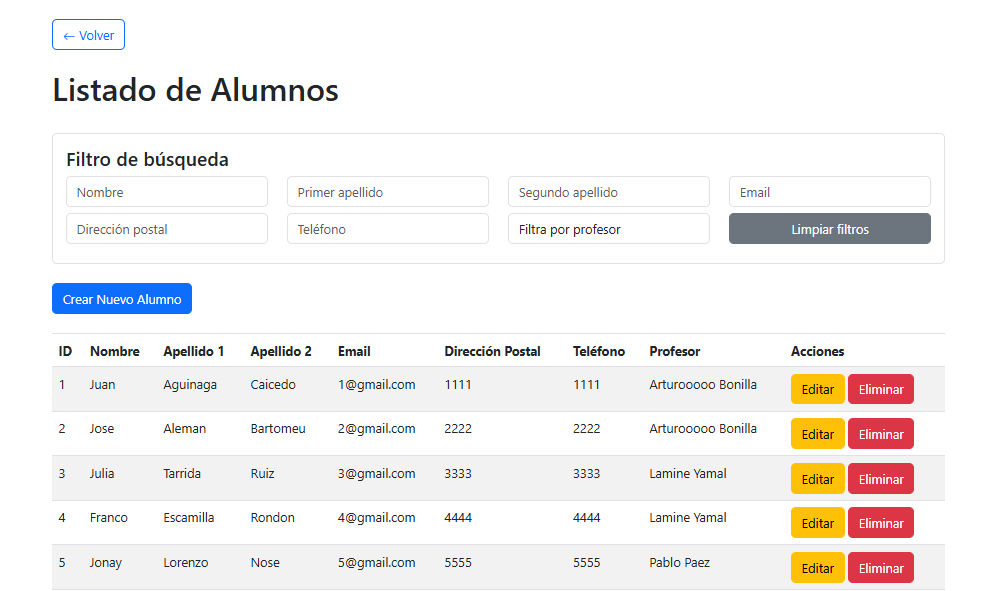 ← Volver
Listado de Alumnos
Filtro de búsqueda
Nombre Primer apellido Segundo apellido Email
Dirección postal Teléfono Filtra por profesor Limpiar filtros
Crear Nuevo Alumno
ID Nombre Apellido 1 Apellido 2 Email Dirección Postal Teléfono Profesor Acciones
1 Juan Aguinaga Caicedo 1@gmail.com 1111 1111 Arturooooo Bonilla Editar Eliminar
2 Jose Aleman Bartomeu 2@gmail.com 2222 2222 Arturooooo Bonilla Editar Eliminar
3 Julia Tarrida Ruiz 3@gmail.com 3333 3333 Lamine Yamal Editar Eliminar
4 Franco Escamilla Rondon 4@gmail.com 4444 4444 Lamine Yamal Editar Eliminar
5 Jonay Lorenzo Nose 5@gmail.com 5555 5555 Pablo Paez Editar Eliminar